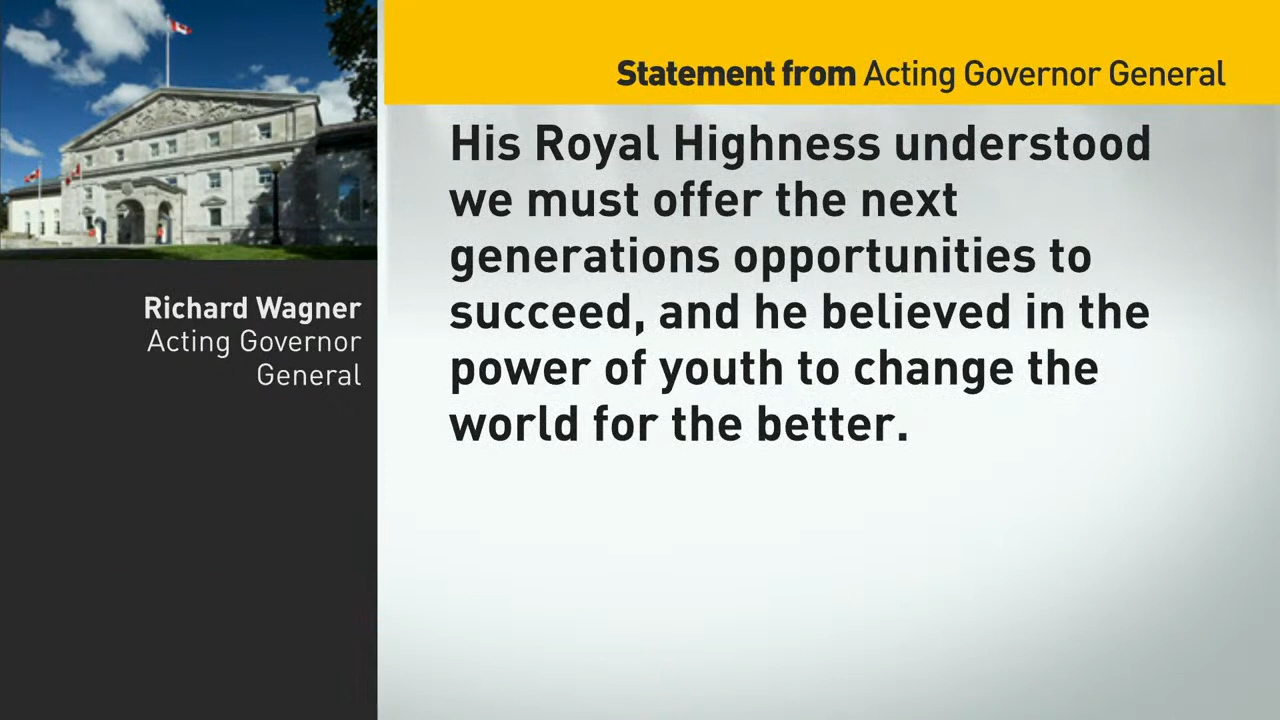 Statement from Acting Governor General
Richard Wagner
Acting Governor
General
His Royal Highness understood
we must offer the next
generations opportunities to
succeed, and he believed in the
power of youth to change the
world for the better.